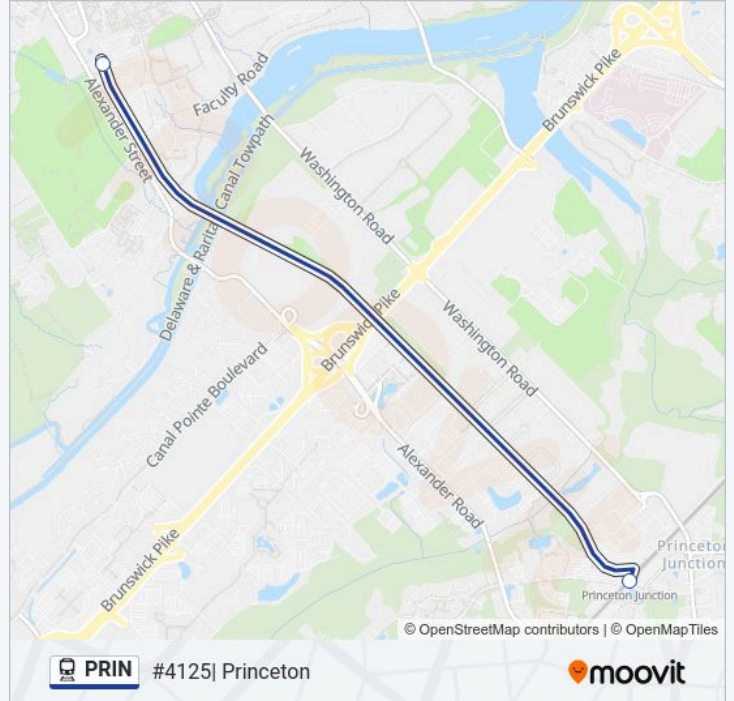 Faculty Road
Alexander Street
Brunswick Pike
Delaware & Raritan Canal Towpath
Washington Road
Brunswick Pike
Washington Road
Canal Pointe Boulevard
Alexander Road
Brunswick Pike
Princeton
Junction
Princeton Junction
© OpenStreetMap contributors | © OpenMapTiles
PRIN #4125| Princeton
moovit